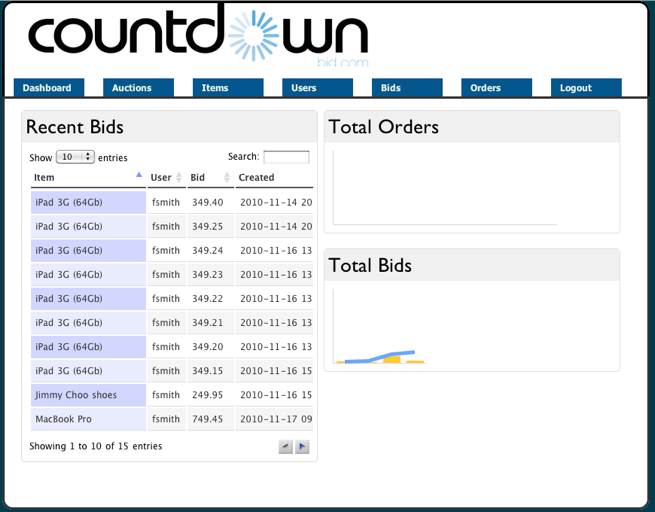 countdown
bid.com
Dashboard Auctions Items Users Bids Orders Logout
Recent Bids
Show 10 entries Search:
Item User Bid Created
iPad 3G (64Gb) fsmith 349.40 2010-11-14 20
iPad 3G (64Gb) fsmith 349.25 2010-11-14 20
iPad 3G (64Gb) fsmith 349.24 2010-11-16 13
iPad 3G (64Gb) fsmith 349.23 2010-11-16 13
iPad 3G (64Gb) fsmith 349.22 2010-11-16 13
iPad 3G (64Gb) fsmith 349.21 2010-11-16 13
iPad 3G (64Gb) fsmith 349.20 2010-11-16 13
iPad 3G (64Gb) fsmith 349.15 2010-11-16 15
Jimmy Choo shoes fsmith 249.95 2010-11-16 15
MacBook Pro fsmith 749.45 2010-11-17 09
Showing 1 to 10 of 15 entries
Total Orders
Total Bids